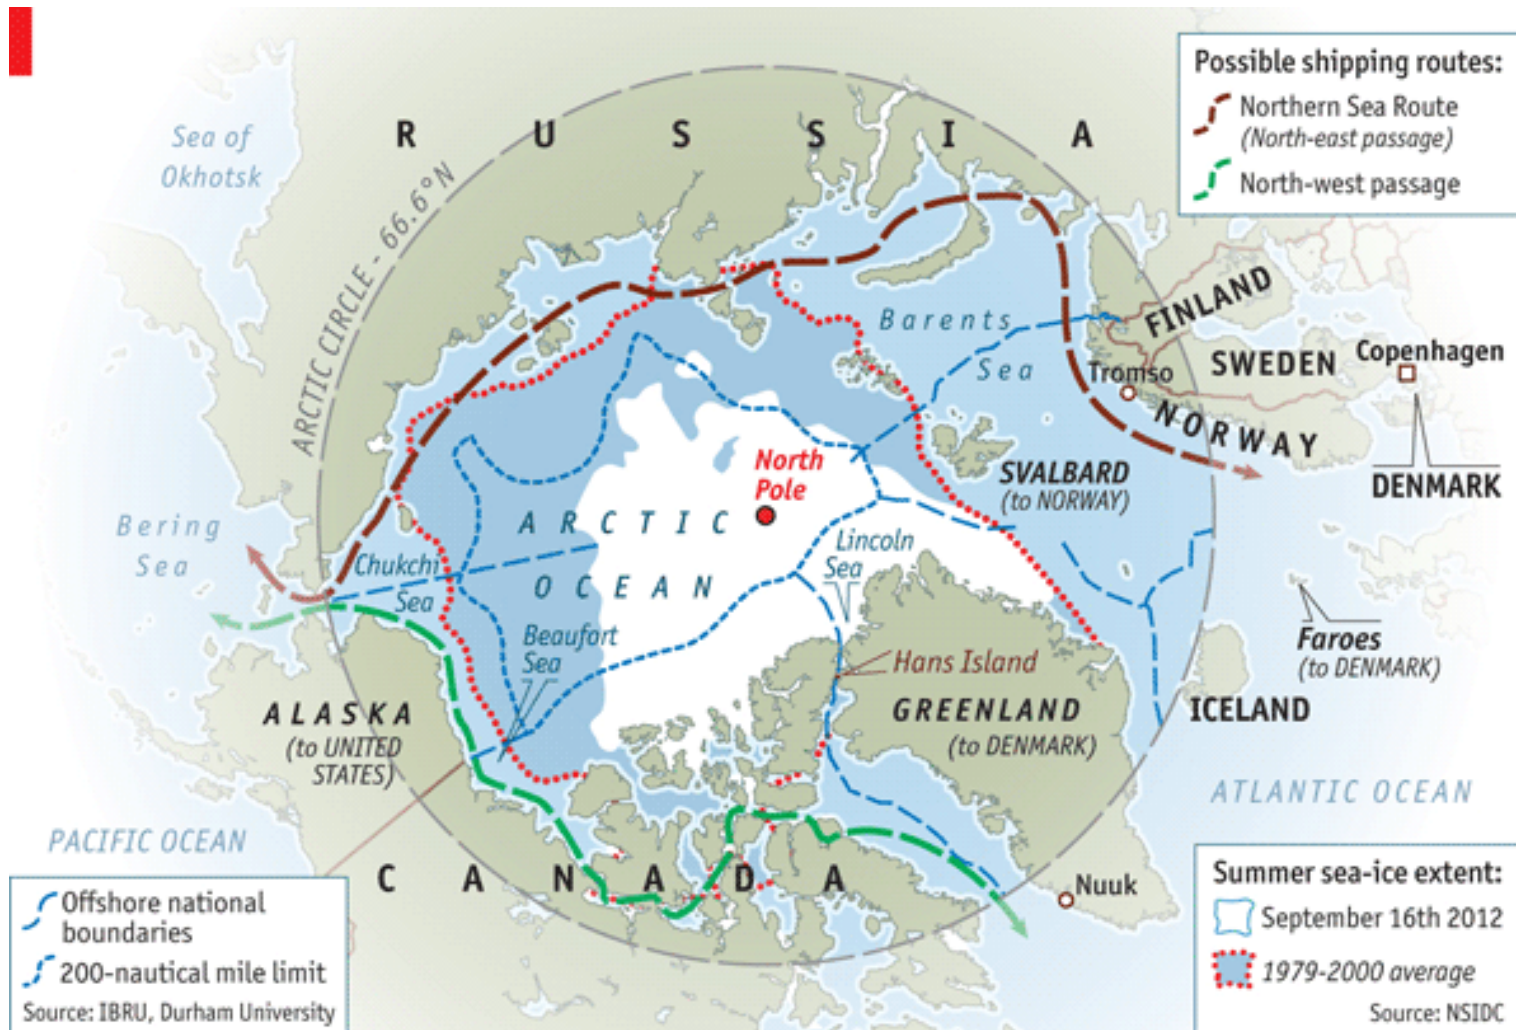 Possible shipping routes:
Northern Sea Route
(North-east passage)
North-west passage
R U S S I A
Sea of
Okhotsk
ARCTIC CIRCLE - 66.6°N
Barents
Sea
FINLAND
SWEDEN
Copenhagen
Tromso
NORWAY
DENMARK
North
Pole
SVALBARD
(to NORWAY)
ARCTIC
OCEAN
Bering
Sea
Chukchi
Sea
Lincoln
Sea
Beaufort
Sea
Hans Island
Faroes
(to DENMARK)
ALASKA
(to UNITED
STATES)
GREENLAND
(to DENMARK)
ICELAND
ATLANTIC OCEAN
PACIFIC OCEAN
C A N A D A
Nuuk
Offshore national
boundaries
200-nautical mile limit
Source: IBRU, Durham University
Summer sea-ice extent:
September 16th 2012
1979-2000 average
Source: NSIDC